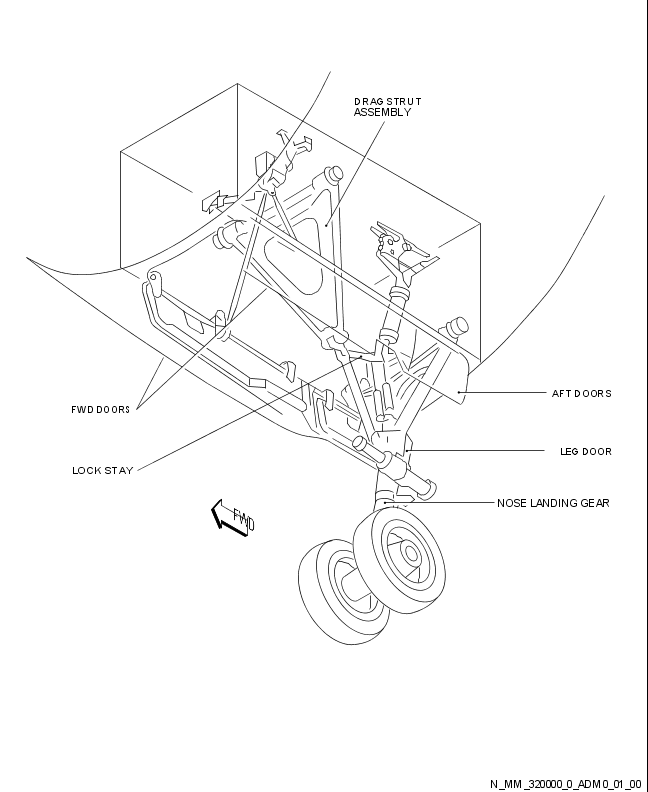 DRAG STRUT
ASSEMBLY
AFT DOORS
FWD DOORS
LEG DOOR
LOCK STAY
NOSE LANDING GEAR
FWD
N_MM_320000_0_ADM0_01_00